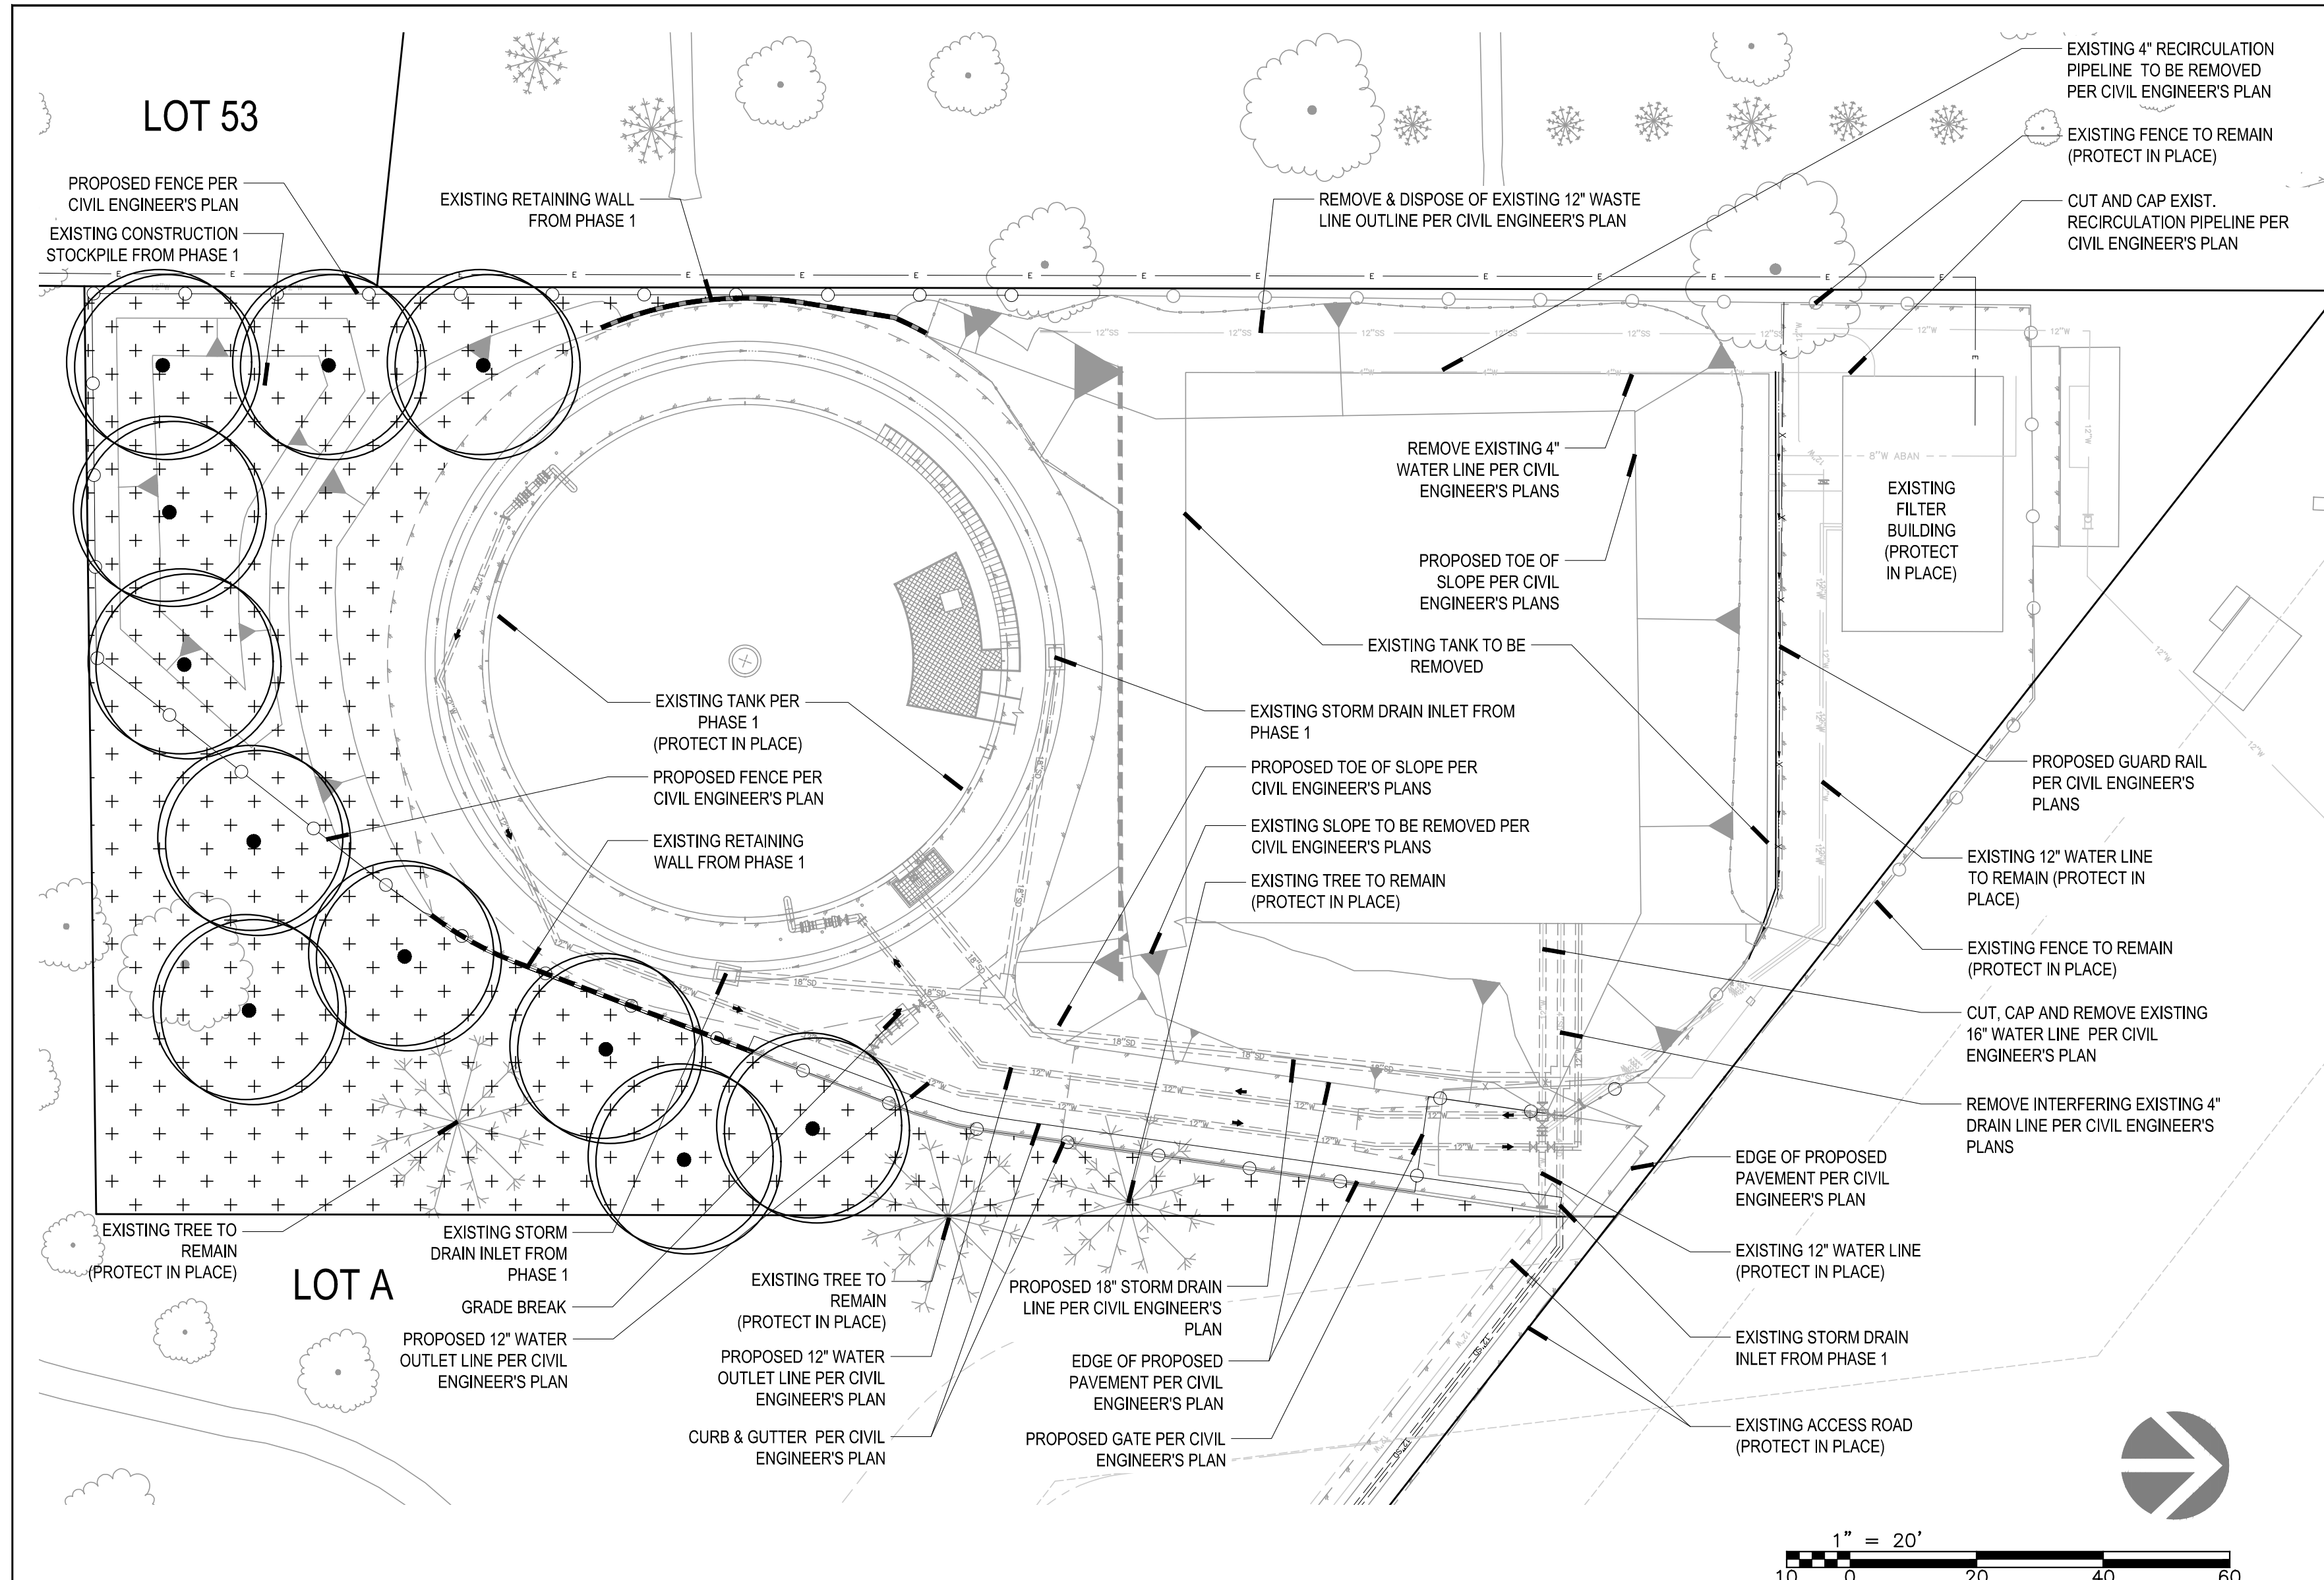 LOT 53
PROPOSED FENCE PER
CIVIL ENGINEER'S PLAN
EXISTING CONSTRUCTION
STOCKPILE FROM PHASE 1
EXISTING RETAINING WALL
FROM PHASE 1
REMOVE & DISPOSE OF EXISTING 12" WASTE
LINE OUTLINE PER CIVIL ENGINEER'S PLAN
EXISTING 4" RECIRCULATION
PIPELINE TO BE REMOVED
PER CIVIL ENGINEER'S PLAN
EXISTING FENCE TO REMAIN
(PROTECT IN PLACE)
CUT AND CAP EXIST.
RECIRCULATION PIPELINE PER
CIVIL ENGINEER'S PLAN
REMOVE EXISTING 4"
WATER LINE PER CIVIL
ENGINEER'S PLANS
PROPOSED TOE OF
SLOPE PER CIVIL
ENGINEER'S PLANS
EXISTING TANK TO BE
REMOVED
8"W ABAN
EXISTING
FILTER
BUILDING
(PROTECT
IN PLACE)
EXISTING TANK PER
PHASE 1
(PROTECT IN PLACE)
PROPOSED FENCE PER
CIVIL ENGINEER'S PLAN
EXISTING RETAINING
WALL FROM PHASE 1
EXISTING STORM DRAIN INLET FROM
PHASE 1
PROPOSED TOE OF SLOPE PER
CIVIL ENGINEER'S PLANS
EXISTING SLOPE TO BE REMOVED PER
CIVIL ENGINEER'S PLANS
EXISTING TREE TO REMAIN
(PROTECT IN PLACE)
PROPOSED GUARD RAIL
PER CIVIL ENGINEER'S
PLANS
EXISTING 12" WATER LINE
TO REMAIN (PROTECT IN
PLACE)
EXISTING FENCE TO REMAIN
(PROTECT IN PLACE)
CUT, CAP AND REMOVE EXISTING
16" WATER LINE PER CIVIL
ENGINEER'S PLAN
REMOVE INTERFERING EXISTING 4"
DRAIN LINE PER CIVIL ENGINEER'S
PLANS
EDGE OF PROPOSED
PAVEMENT PER CIVIL
ENGINEER'S PLAN
EXISTING 12" WATER LINE
(PROTECT IN PLACE)
EXISTING STORM DRAIN
INLET FROM PHASE 1
EXISTING ACCESS ROAD
(PROTECT IN PLACE)
EXISTING TREE TO
REMAIN
(PROTECT IN PLACE)
LOT A
EXISTING STORM
DRAIN INLET FROM
PHASE 1
GRADE BREAK
PROPOSED 12" WATER
OUTLET LINE PER CIVIL
ENGINEER'S PLAN
EXISTING TREE TO
REMAIN
(PROTECT IN PLACE)
PROPOSED 12" WATER
OUTLET LINE PER CIVIL
ENGINEER'S PLAN
CURB & GUTTER PER CIVIL
ENGINEER'S PLAN
PROPOSED 18" STORM DRAIN
LINE PER CIVIL ENGINEER'S
PLAN
EDGE OF PROPOSED
PAVEMENT PER CIVIL
ENGINEER'S PLAN
PROPOSED GATE PER CIVIL
ENGINEER'S PLAN
1" = 20'
10 0 20 40 60